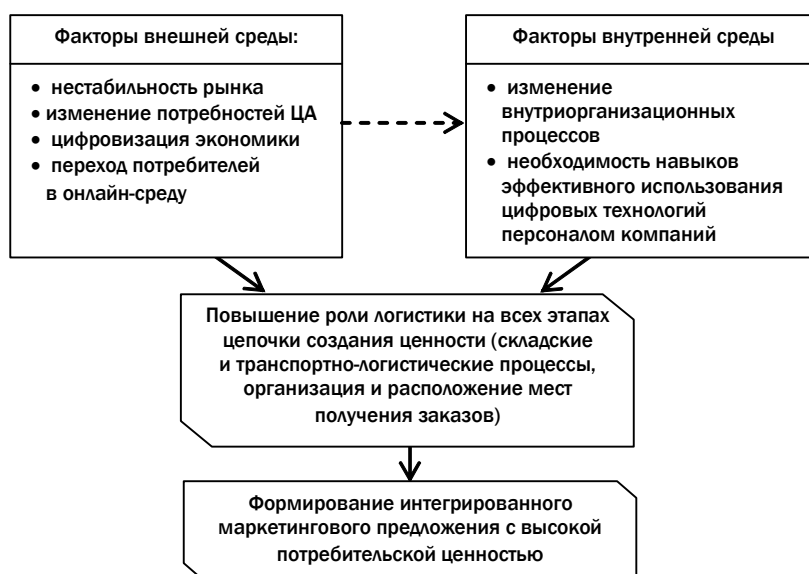 Факторы внешней среды:
• нестабильность рынка
• изменение потребностей ЦА
• цифровизация экономики
• переход потребителей
в онлайн-среду
Факторы внутренней среды
• изменение
внутриорганизационных
процессов
• необходимость навыков
эффективного использования
цифровых технологий
персоналом компаний
Повышение роли логистики на всех этапах
цепочки создания ценности (складские
и транспортно-логистические процессы,
организация и расположение мест
получения заказов)
Формирование интегрированного
маркетингового предложения с высокой
потребительской ценностью